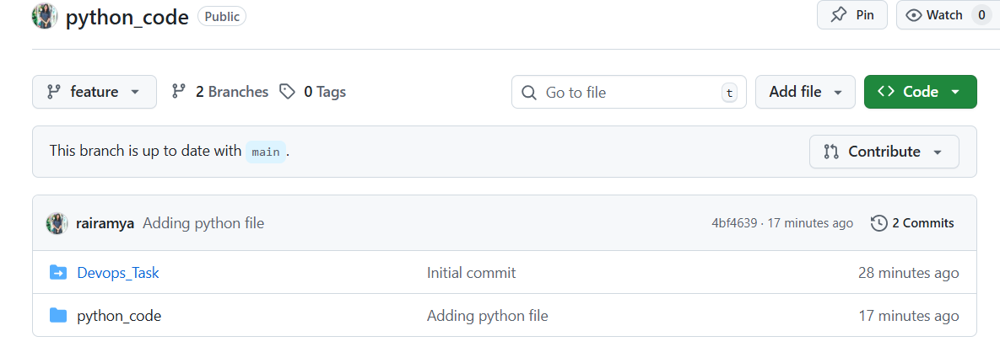 python_code Public Pin Watch 0
feature 2 Branches 0 Tags Go to file t Add file Code
This branch is up to date with main. Contribute
rairamya Adding python file 4bf4639 · 17 minutes ago 2 Commits
Devops_Task Initial commit 28 minutes ago
python_code Adding python file 17 minutes ago